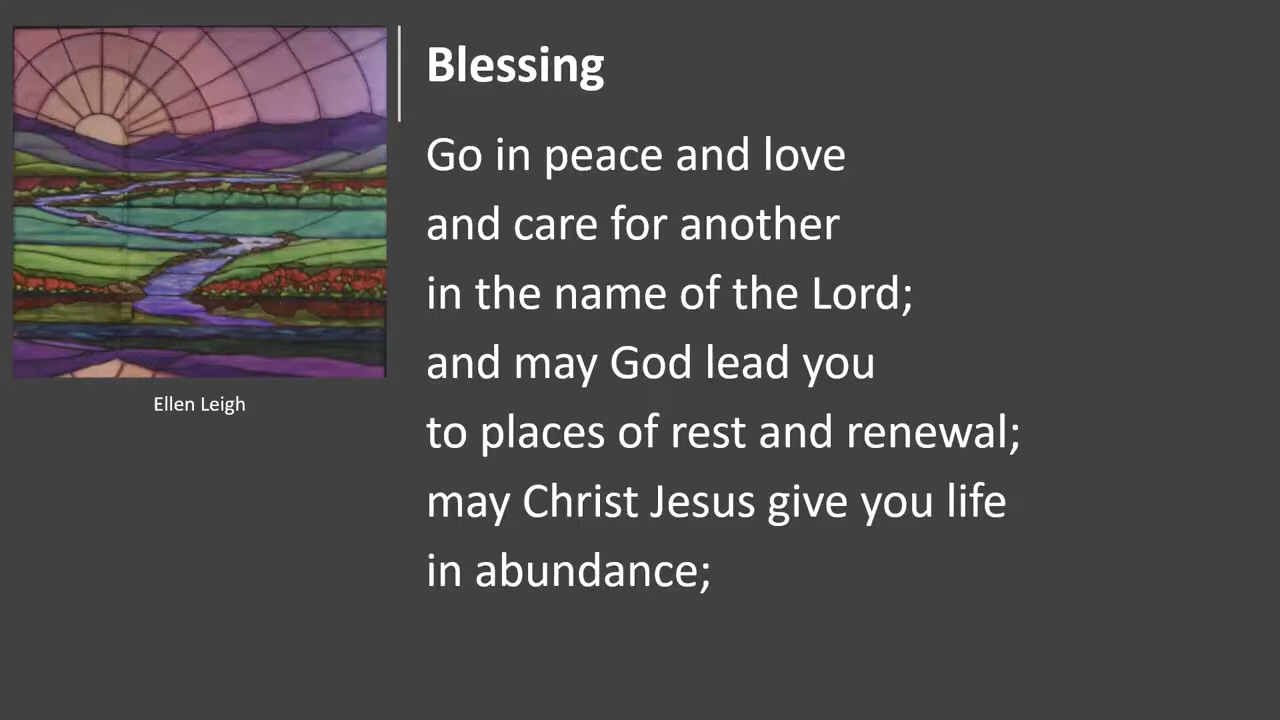 Blessing
Go in peace and love
and care for another
in the name of the Lord;
and may God lead you
to places of rest and renewal;
may Christ Jesus give you life
in abundance;
Ellen Leigh